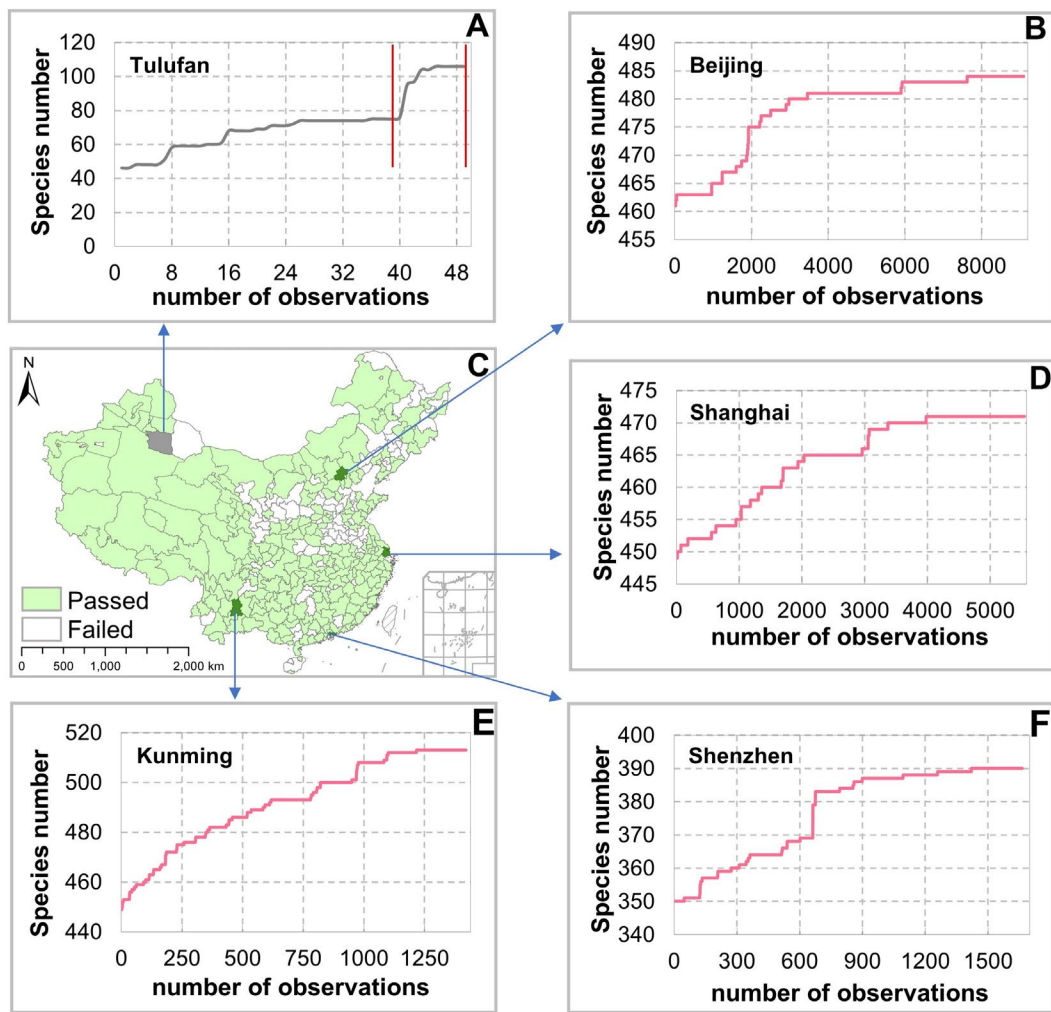 A
Tulufan
Species number
120
100
80
60
40
20
0
0 8 16 24 32 40 48
number of observations
B
Beijing
Species number
490
485
480
475
470
465
460
455
0 2000 4000 6000 8000
number of observations
C
N
Passed
Failed
0 500 1,000 2,000 km
D
Shanghai
Species number
475
470
465
460
455
450
445
0 1000 2000 3000 4000 5000
number of observations
E
Kunming
Species number
520
500
480
460
440
0 250 500 750 1000 1250
number of observations
F
Shenzhen
Species number
400
390
380
370
360
350
340
0 300 600 900 1200 1500
number of observations